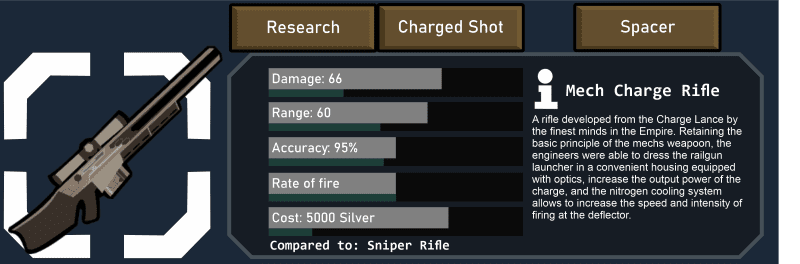 Research
Charged Shot
Spacer
Damage: 66
Range: 60
Accuracy: 95%
Rate of fire
Cost: 5000 Silver
Compared to: Sniper Rifle
Mech Charge Rifle
A rifle developed from the Charge Lance by
the finest minds in the Empire. Retaining the
basic principle of the mechs weapoon, the
engineers were able to dress the railgun
launcher in a convenient housing equipped
with optics, increase the output power of the
charge, and the nitrogen cooling system
allows to increase the speed and intensity of
firing at the deflector.